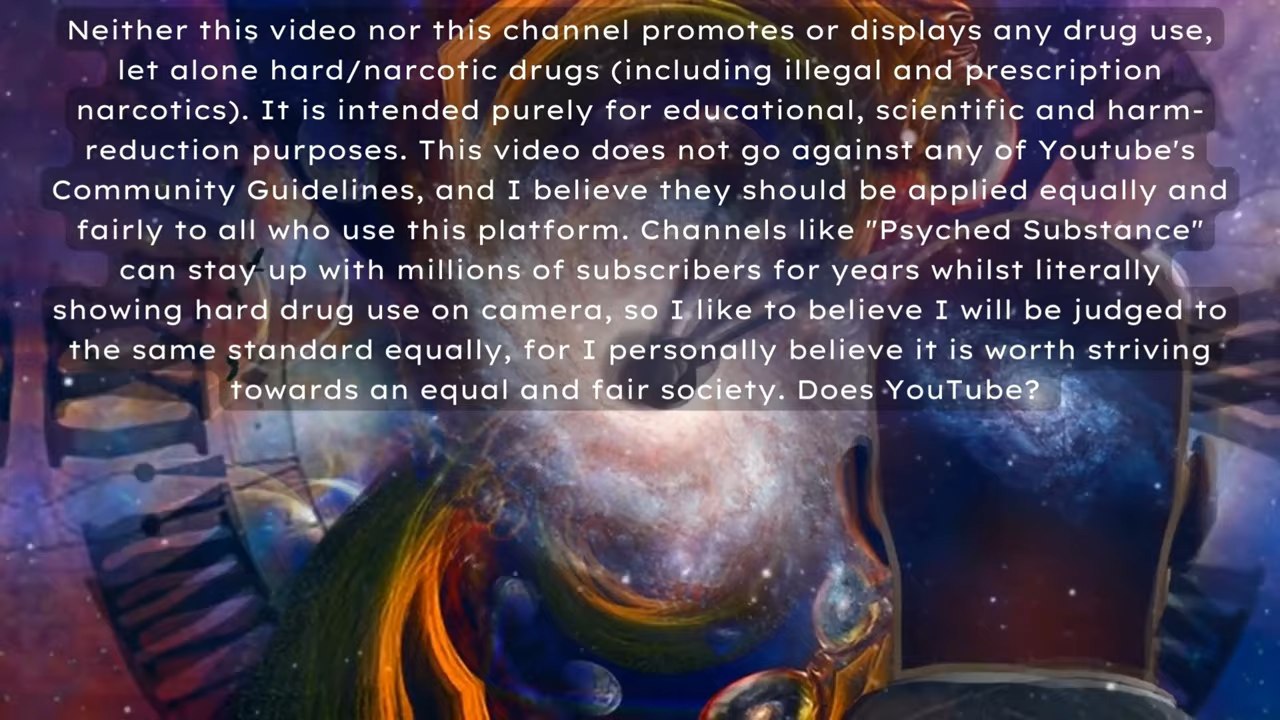 Neither this video nor this channel promotes or displays any drug use,
let alone hard/narcotic drugs (including illegal and prescription
narcotics). It is intended purely for educational, scientific and harm-
reduction purposes. This video does not go against any of Youtube's
Community Guidelines, and I believe they should be applied equally and
fairly to all who use this platform. Channels like "Psyched Substance"
can stay up with millions of subscribers for years whilst literally
showing hard drug use on camera, so I like to believe I will be judged to
the same standard equally, for I personally believe it is worth striving
towards an equal and fair society. Does YouTube?